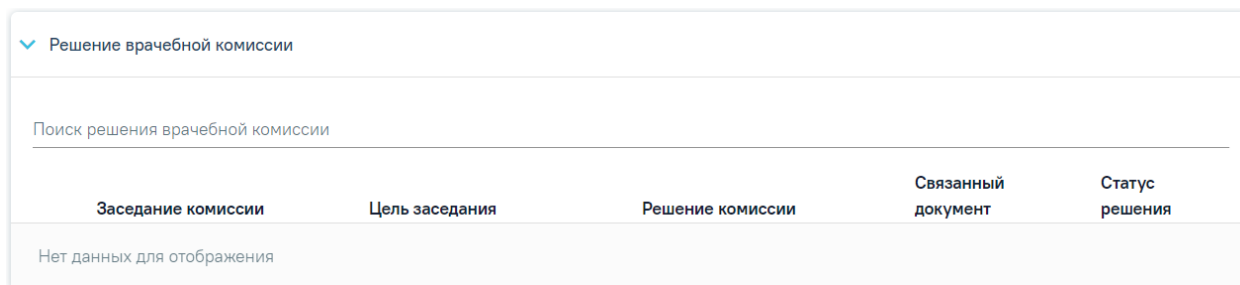 Решение врачебной комиссии
Поиск решения врачебной комиссии
Заседание комиссии Цель заседания Решение комиссии Связанный документ Статус решения
Нет данных для отображения